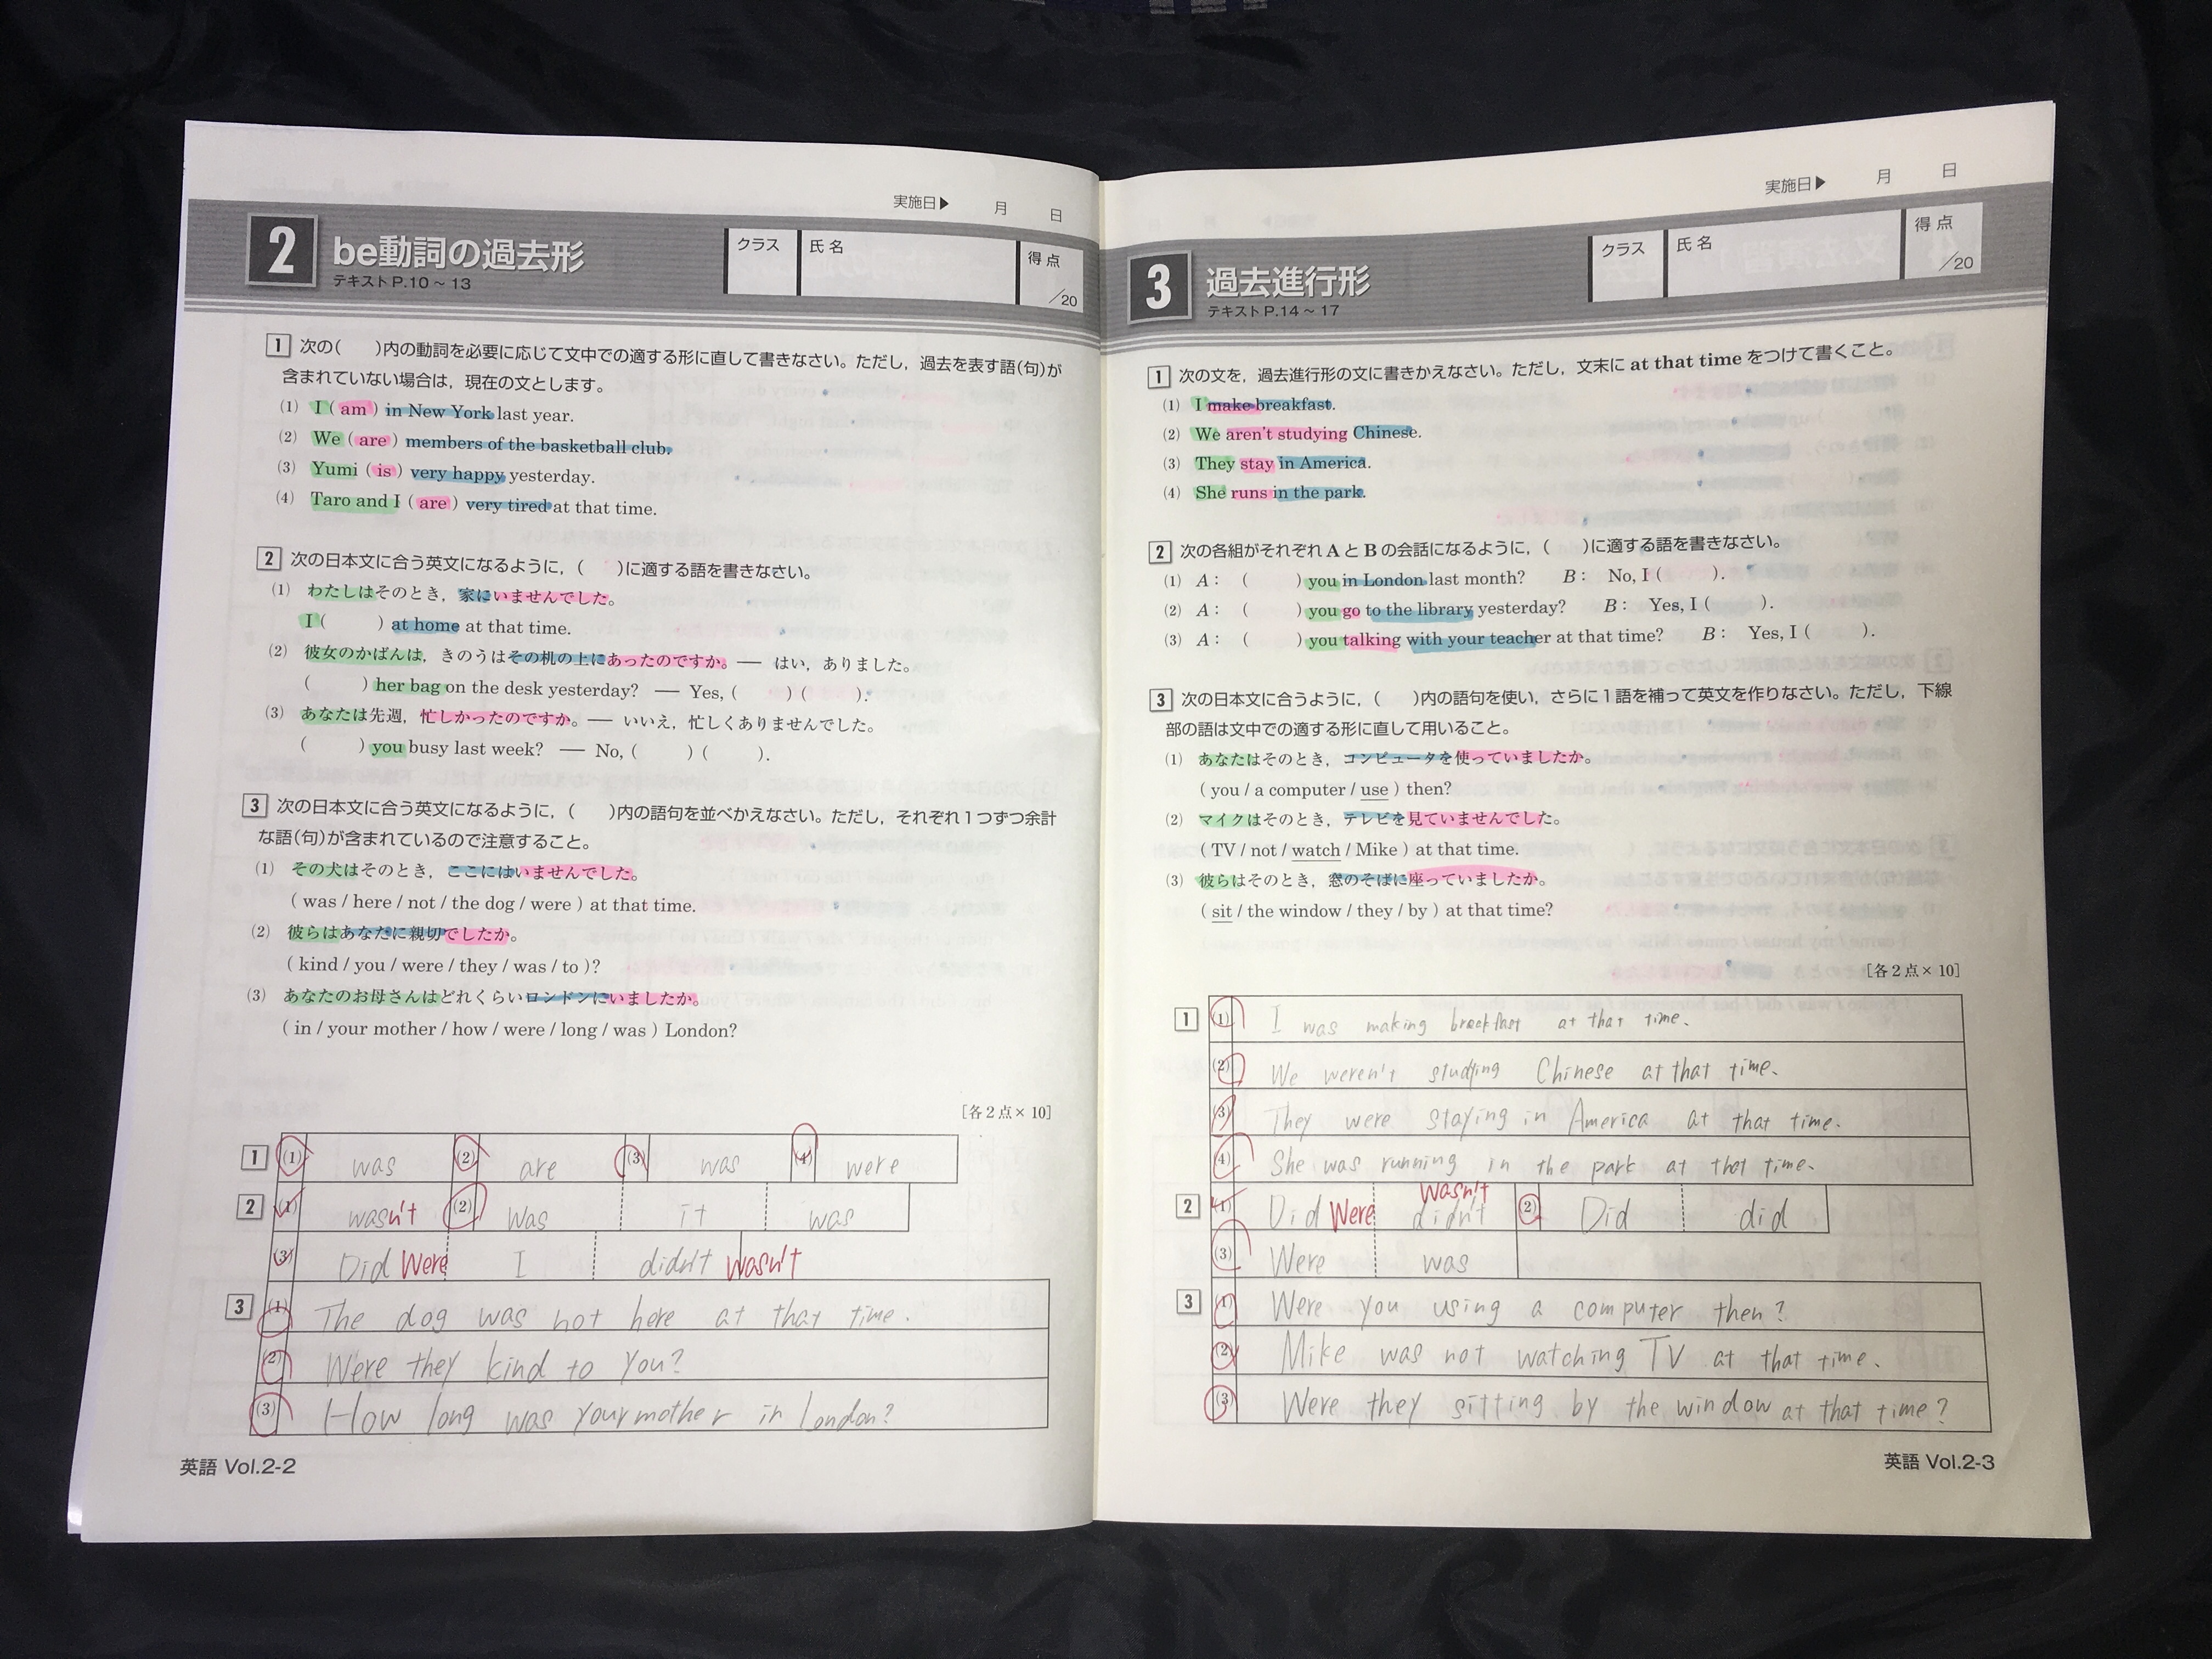 実施日▶ 月 日
2 be動詞の過去形
テキストP.10～13
クラス 氏名 得点 /20
1 次の( )内の動詞を必要に応じて文中での適する形に直して書きなさい。ただし，過去を表す語(句)が
含まれていない場合は，現在の文とします。
(1) I ( am ) in New York last year.
(2) We ( are ) members of the basketball club.
(3) Yumi ( is ) very happy yesterday.
(4) Taro and I ( are ) very tired at that time.
2 次の日本文に合う英文になるように，( )に適する語を書きなさい。
(1) わたしはそのとき，家にいませんでした。
I ( ) at home at that time.
(2) 彼女のかばんは，きのうはその机の上にあったのですか。— はい，ありました。
( ) her bag on the desk yesterday? — Yes, ( ) ( ).
(3) あなたは先週，忙しかったのですか。— いいえ，忙しくありませんでした。
( ) you busy last week? — No, ( ) ( ).
3 次の日本文に合う英文になるように，( )内の語句を並べかえなさい。ただし，それぞれ1つずつ余計
な語(句)が含まれているので注意すること。
(1) その犬はそのとき，ここにはいませんでした。
( was / here / not / the dog / were ) at that time.
(2) 彼らはあなたに親切でしたか。
( kind / you / were / they / was / to )?
(3) あなたのお母さんはどれくらいロンドンにいましたか。
( in / your mother / how / were / long / was ) London?
[各2点×10]
1 (1) was (2) are (3) was (4) were
2 (1) wasn't (2) Was it was
(3) Did Were I didn't wasn't
3 (1) The dog was not here at that time.
(2) Were they kind to you?
(3) How long was your mother in London?
英語 Vol.2-2
実施日▶ 月 日
3 過去進行形
テキストP.14～17
クラス 氏名 得点 /20
1 次の文を，過去進行形の文に書きかえなさい。ただし，文末に at that time をつけて書くこと。
(1) I make breakfast.
(2) We aren't studying Chinese.
(3) They stay in America.
(4) She runs in the park.
2 次の各組がそれぞれ A と B の会話になるように，( )に適する語を書きなさい。
(1) A： ( ) you in London last month? B： No, I ( ).
(2) A： ( ) you go to the library yesterday? B： Yes, I ( ).
(3) A： ( ) you talking with your teacher at that time? B： Yes, I ( ).
3 次の日本文に合うように，( )内の語句を使い，さらに1語を補って英文を作りなさい。ただし，下線
部の語は文中での適する形に直して用いること。
(1) あなたはそのとき，コンピュータを使っていましたか。
( you / a computer / use ) then?
(2) マイクはそのとき，テレビを見ていませんでした。
( TV / not / watch / Mike ) at that time.
(3) 彼らはそのとき，窓のそばに座っていましたか。
( sit / the window / they / by ) at that time?
[各2点×10]
1 (1) I was making breakfast at that time.
(2) We weren't studying Chinese at that time.
(3) They were staying in America at that time.
(4) She was running in the park at that time.
2 (1) Did Were didn't wasn't (2) Did did
(3) Were was
3 (1) Were you using a computer then?
(2) Mike was not watching TV at that time.
(3) Were they sitting by the window at that time?
英語 Vol.2-3